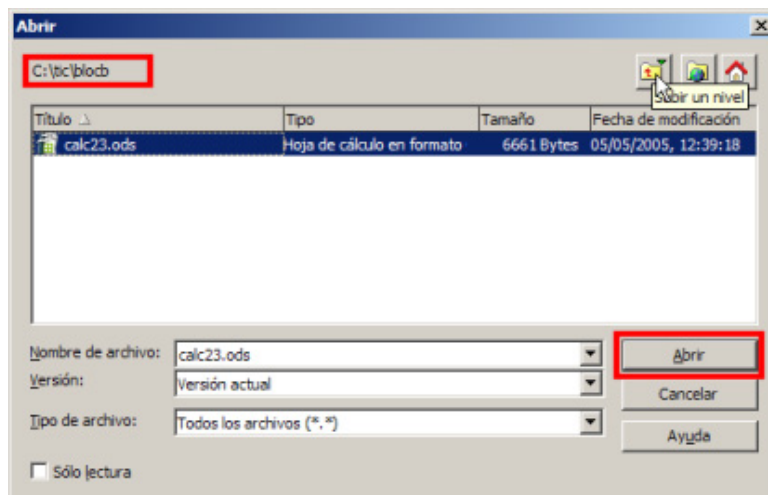 Abrir
C:\tic\blocb
Subir un nivel
Título Tipo Tamaño Fecha de modificación
calc23.ods Hoja de cálculo en formato 6661 Bytes 05/05/2005, 12:39:18
Nombre de archivo: calc23.ods Abrir
Versión: Versión actual Cancelar
Tipo de archivo: Todos los archivos (*.*) Ayuda
Sólo lectura